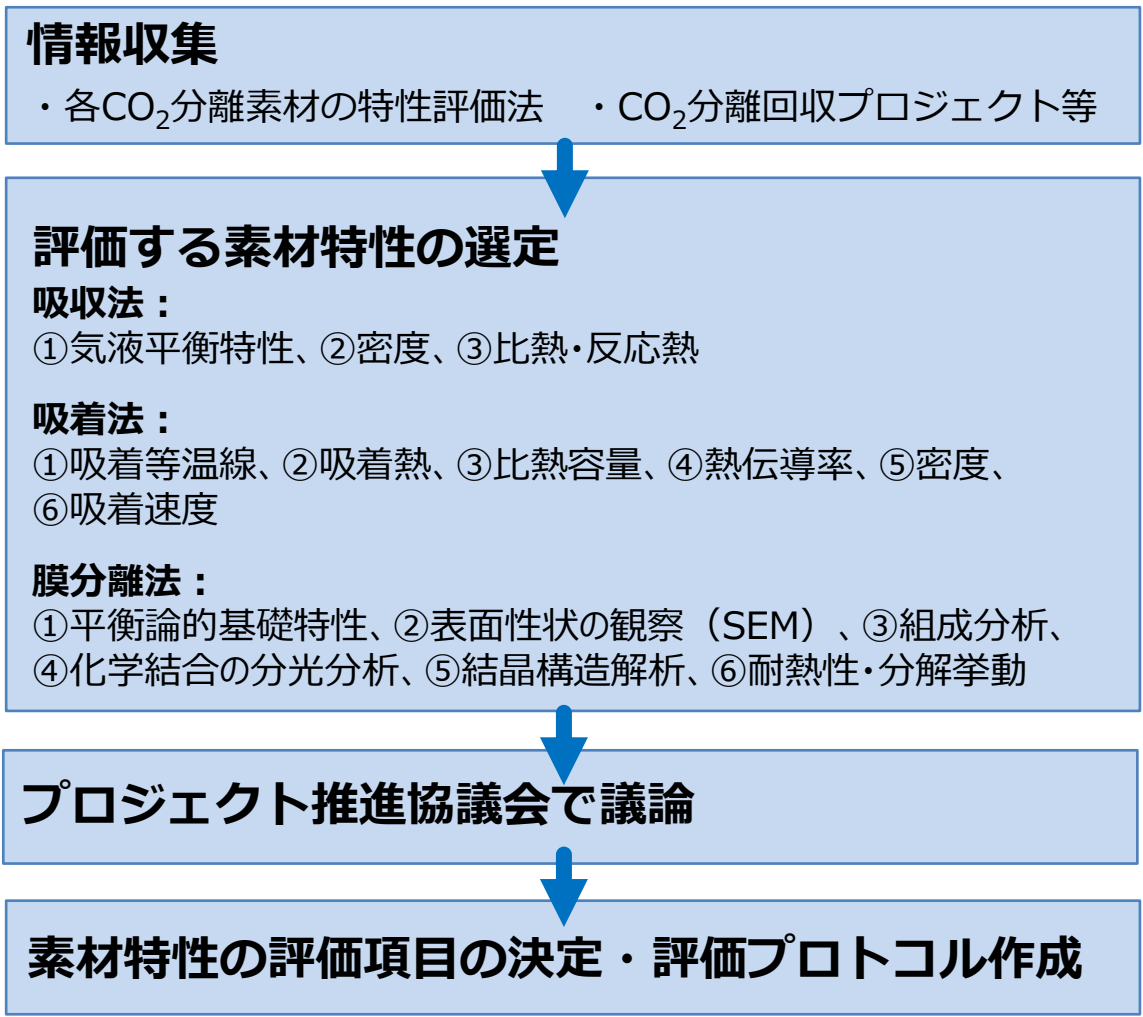 情報収集
・各CO₂分離素材の特性評価法　・CO₂分離回収プロジェクト等
評価する素材特性の選定
吸収法：
①気液平衡特性、②密度、③比熱・反応熱
吸着法：
①吸着等温線、②吸着熱、③比熱容量、④熱伝導率、⑤密度、
⑥吸着速度
膜分離法：
①平衡論的基礎特性、②表面性状の観察（SEM）、③組成分析、
④化学結合の分光分析、⑤結晶構造解析、⑥耐熱性・分解挙動
プロジェクト推進協議会で議論
素材特性の評価項目の決定・評価プロトコル作成